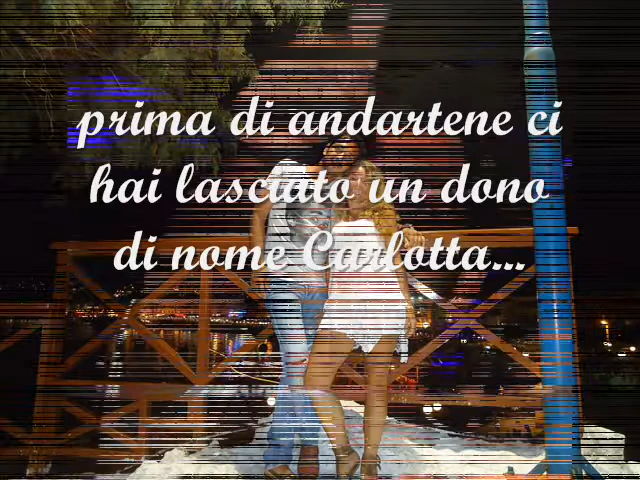 prima di andartene ci
hai lasciato un dono
di nome Carlotta...